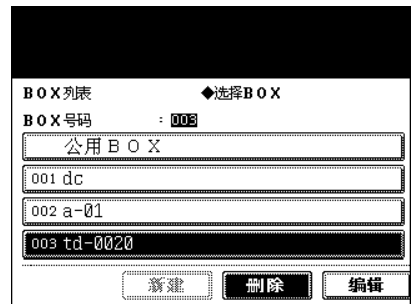 BOX列表 ◆选择BOX
BOX号码 : 003
公用BOX
001 dc
002 a-01
003 td-0020
新建 删除 编辑